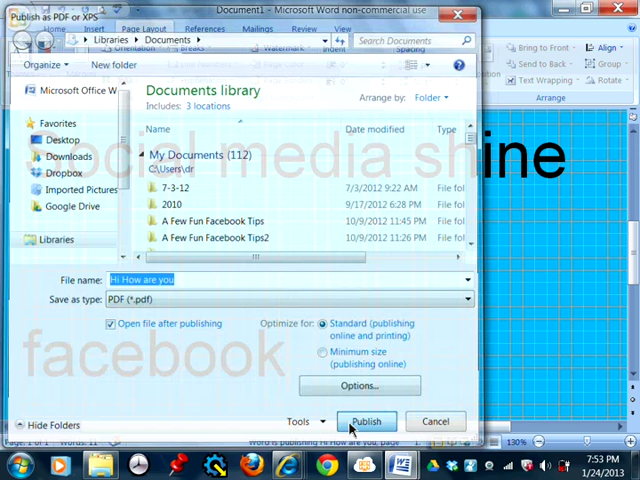 Publish as PDF or XPS
Document1 - Microsoft Word non-commercial use
Home Insert Page Layout References Mailings Review View
Libraries Documents
Search Documents
Orientation Breaks Watermark Indent
Bring to Front Align
Send to Back Group
Text Wrapping Rotate
Arrange
Organize New folder
Microsoft Office W
Favorites
Desktop
Downloads
Dropbox
Imported Pictures
Google Drive
Libraries
Documents library
Includes: 3 locations
Arrange by: Folder
Name Date modified Type
My Documents (112)
C:\Users\dr
7-3-12 7/3/2012 9:22 AM File fol
2010 9/17/2012 6:28 PM File fol
A Few Fun Facebook Tips 10/9/2012 11:45 PM File fol
A Few Fun Facebook Tips2 10/9/2012 11:26 PM File fol
Social media shine
File name: Hi How are you
Save as type: PDF (*.pdf)
Open file after publishing
Optimize for: Standard (publishing
online and printing)
Minimum size
(publishing online)
facebook
Options...
Hide Folders
Tools Publish Cancel
Page: 1 of 1 Words: 11 Word is publishing Hi How are you, page 130%
7:53 PM
1/24/2013